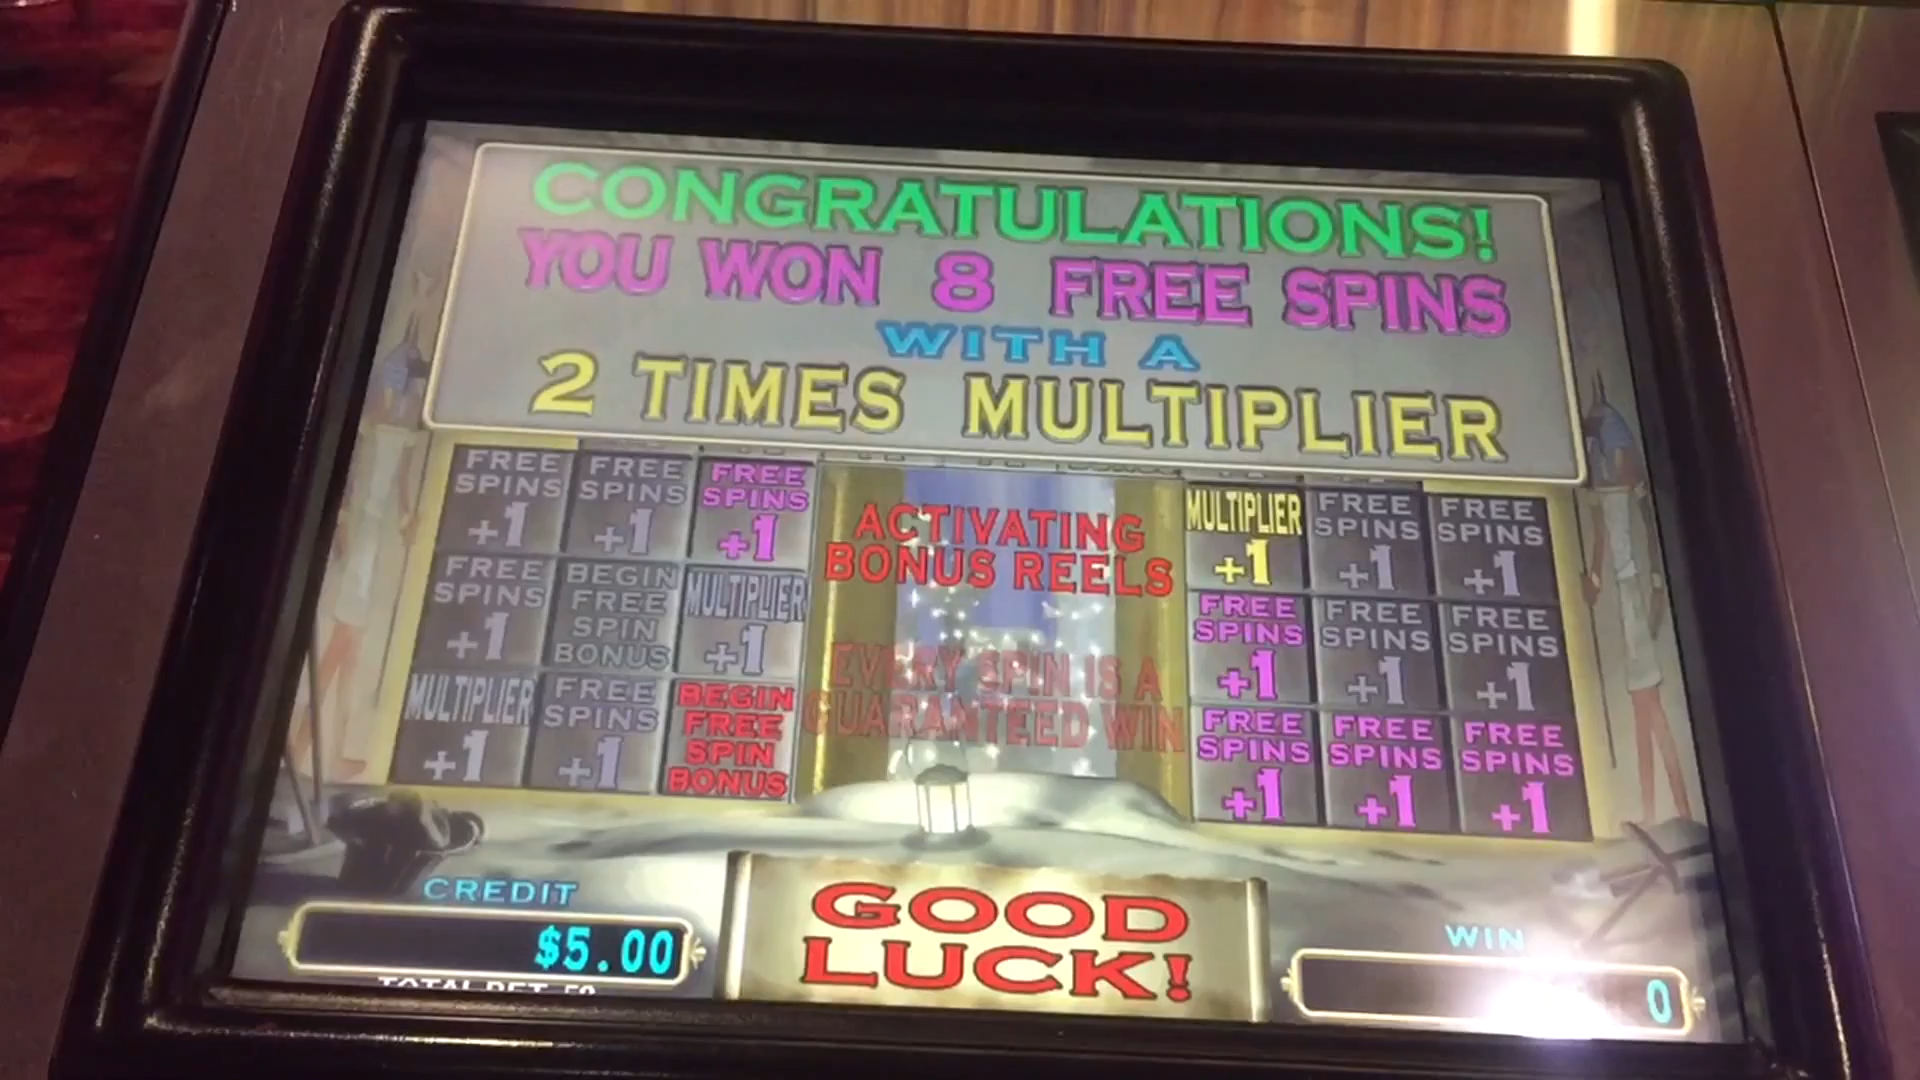 CONGRATULATIONS!
YOU WON 8 FREE SPINS
WITH A
2 TIMES MULTIPLIER
FREE SPINS +1
FREE SPINS +1
FREE SPINS +1
FREE SPINS +1
BEGIN FREE SPIN BONUS
MULTIPLIER +1
MULTIPLIER +1
FREE SPINS +1
BEGIN FREE SPIN BONUS
ACTIVATING
BONUS REELS
EVERY SPIN IS A
GUARANTEED WIN
MULTIPLIER +1
FREE SPINS +1
FREE SPINS +1
FREE SPINS +1
FREE SPINS +1
FREE SPINS +1
FREE SPINS +1
FREE SPINS +1
FREE SPINS +1
CREDIT
$5.00
TOTAL BET 50
GOOD
LUCK!
WIN
0